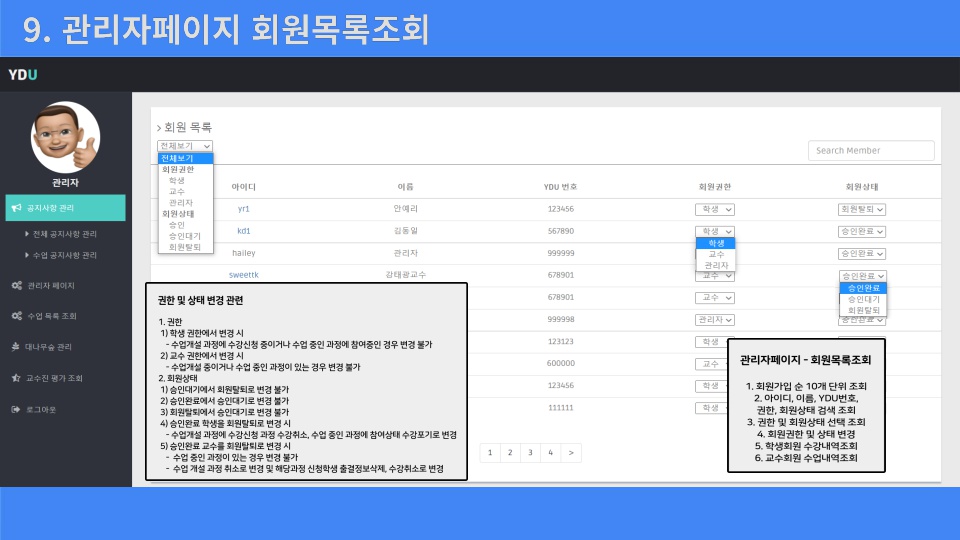 9. 관리자페이지 회원목록조회
YDU
관리자
공지사항 관리
전체 공지사항 관리
수업 공지사항 관리
관리자 페이지
수업 목록 조회
대나무숲 관리
교수진 평가 조회
로그아웃
> 회원 목록
전체보기
Search Member
전체보기
회원권한
학생
교수
관리자
회원상태
승인
승인대기
회원탈퇴
아이디 이름 YDU 번호 회원권한 회원상태
yr1 안예리 123456 학생 회원탈퇴
kd1 김동일 567890 학생 승인완료
hailey 관리자 999999 승인완료
sweettk 강태광교수 678901 교수 승인완료
678901 교수
999998 관리자 승인완료
123123 학생
600000 교수
123456 학생
111111 학생
학생
교수
관리자
승인완료
승인대기
회원탈퇴
1 2 3 4 >
권한 및 상태 변경 관련
1. 권한
1) 학생 권한에서 변경 시
- 수업개설 과정에 수강신청 중이거나 수업 중인 과정에 참여중인 경우 변경 불가
2) 교수 권한에서 변경 시
- 수업개설 중이거나 수업 중인 과정이 있는 경우 변경 불가
2. 회원상태
1) 승인대기에서 회원탈퇴로 변경 불가
2) 승인완료에서 승인대기로 변경 불가
3) 회원탈퇴에서 승인대기로 변경 불가
4) 승인완료 학생을 회원탈퇴로 변경 시
- 수업개설 과정에 수강신청 과정 수강취소, 수업 중인 과정에 참여상태 수강포기로 변경
5) 승인완료 교수를 회원탈퇴로 변경 시
- 수업 중인 과정이 있는 경우 변경 불가
- 수업 개설 과정 취소로 변경 및 해당과정 신청학생 출결정보삭제, 수강취소로 변경
관리자페이지 - 회원목록조회
1. 회원가입 순 10개 단위 조회
2. 아이디, 이름, YDU번호,
권한, 회원상태 검색 조회
3. 권한 및 회원상태 선택 조회
4. 회원권한 및 상태 변경
5. 학생회원 수강내역조회
6. 교수회원 수업내역조회